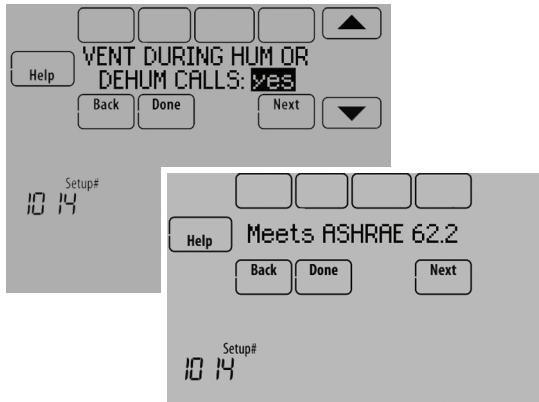 VENT DURING HUM OR
Help
DEHUM CALLS: yes
Back Done Next
Setup#
10 14
Meets ASHRAE 62.2
Help
Back Done Next
Setup#
10 14